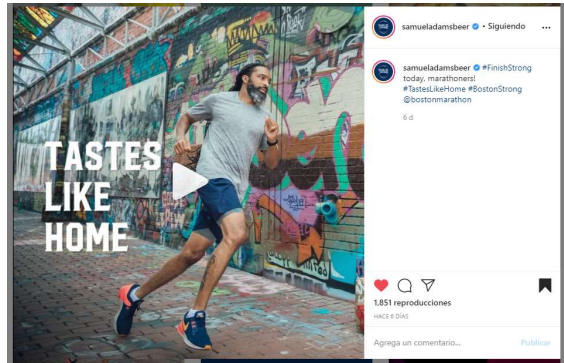 samueladamsbeer • Siguiendo
samueladamsbeer #FinishStrong
today, marathoners!
#TastesLikeHome #BostonStrong
@bostonmarathon
6 d
TASTES
LIKE
HOME
1,851 reproducciones
HACE 6 DÍAS
Agrega un comentario... Publicar